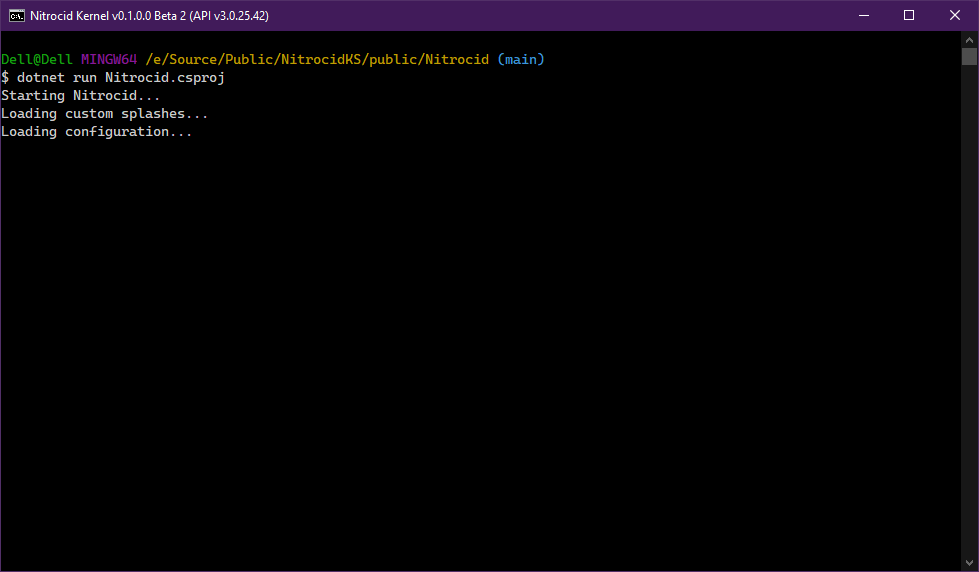 Nitrocid Kernel v0.1.0.0 Beta 2 (API v3.0.25.42)
Dell@Dell MINGW64 /e/Source/Public/NitrocidKS/public/Nitrocid (main)
$ dotnet run Nitrocid.csproj
Starting Nitrocid...
Loading custom splashes...
Loading configuration...